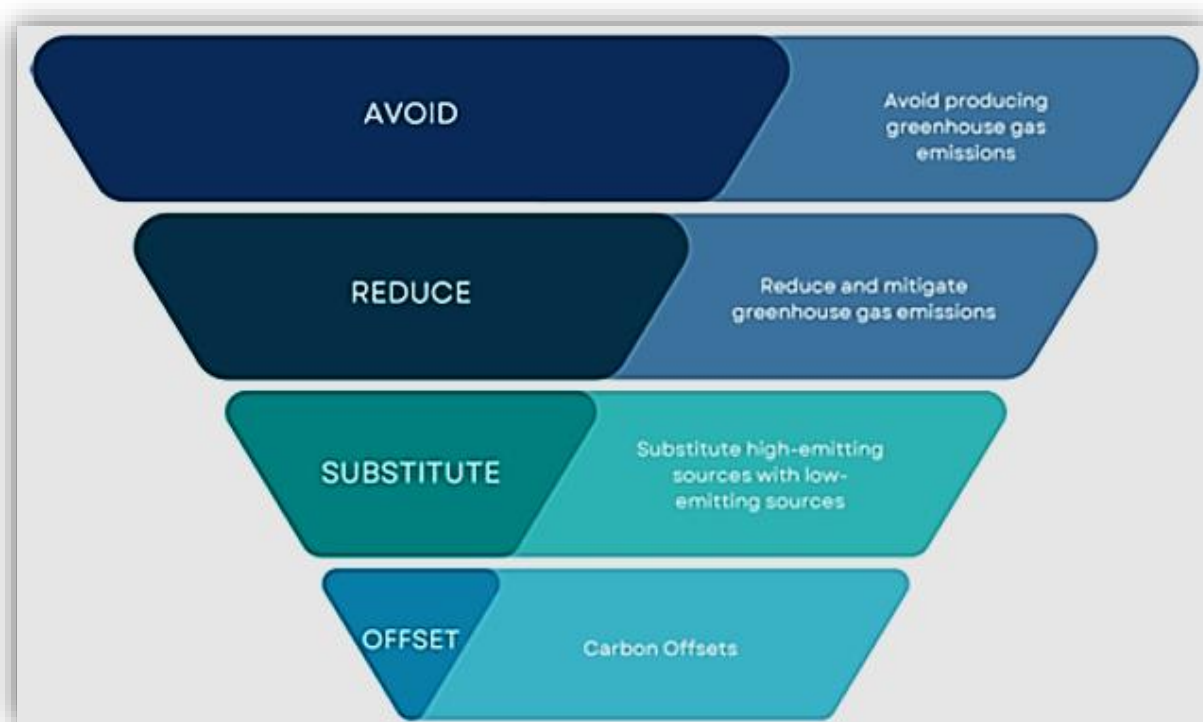 AVOID
Avoid producing
greenhouse gas
emissions
REDUCE
Reduce and mitigate
greenhouse gas emissions
SUBSTITUTE
Substitute high-emitting
sources with low-
emitting sources
OFFSET
Carbon Offsets